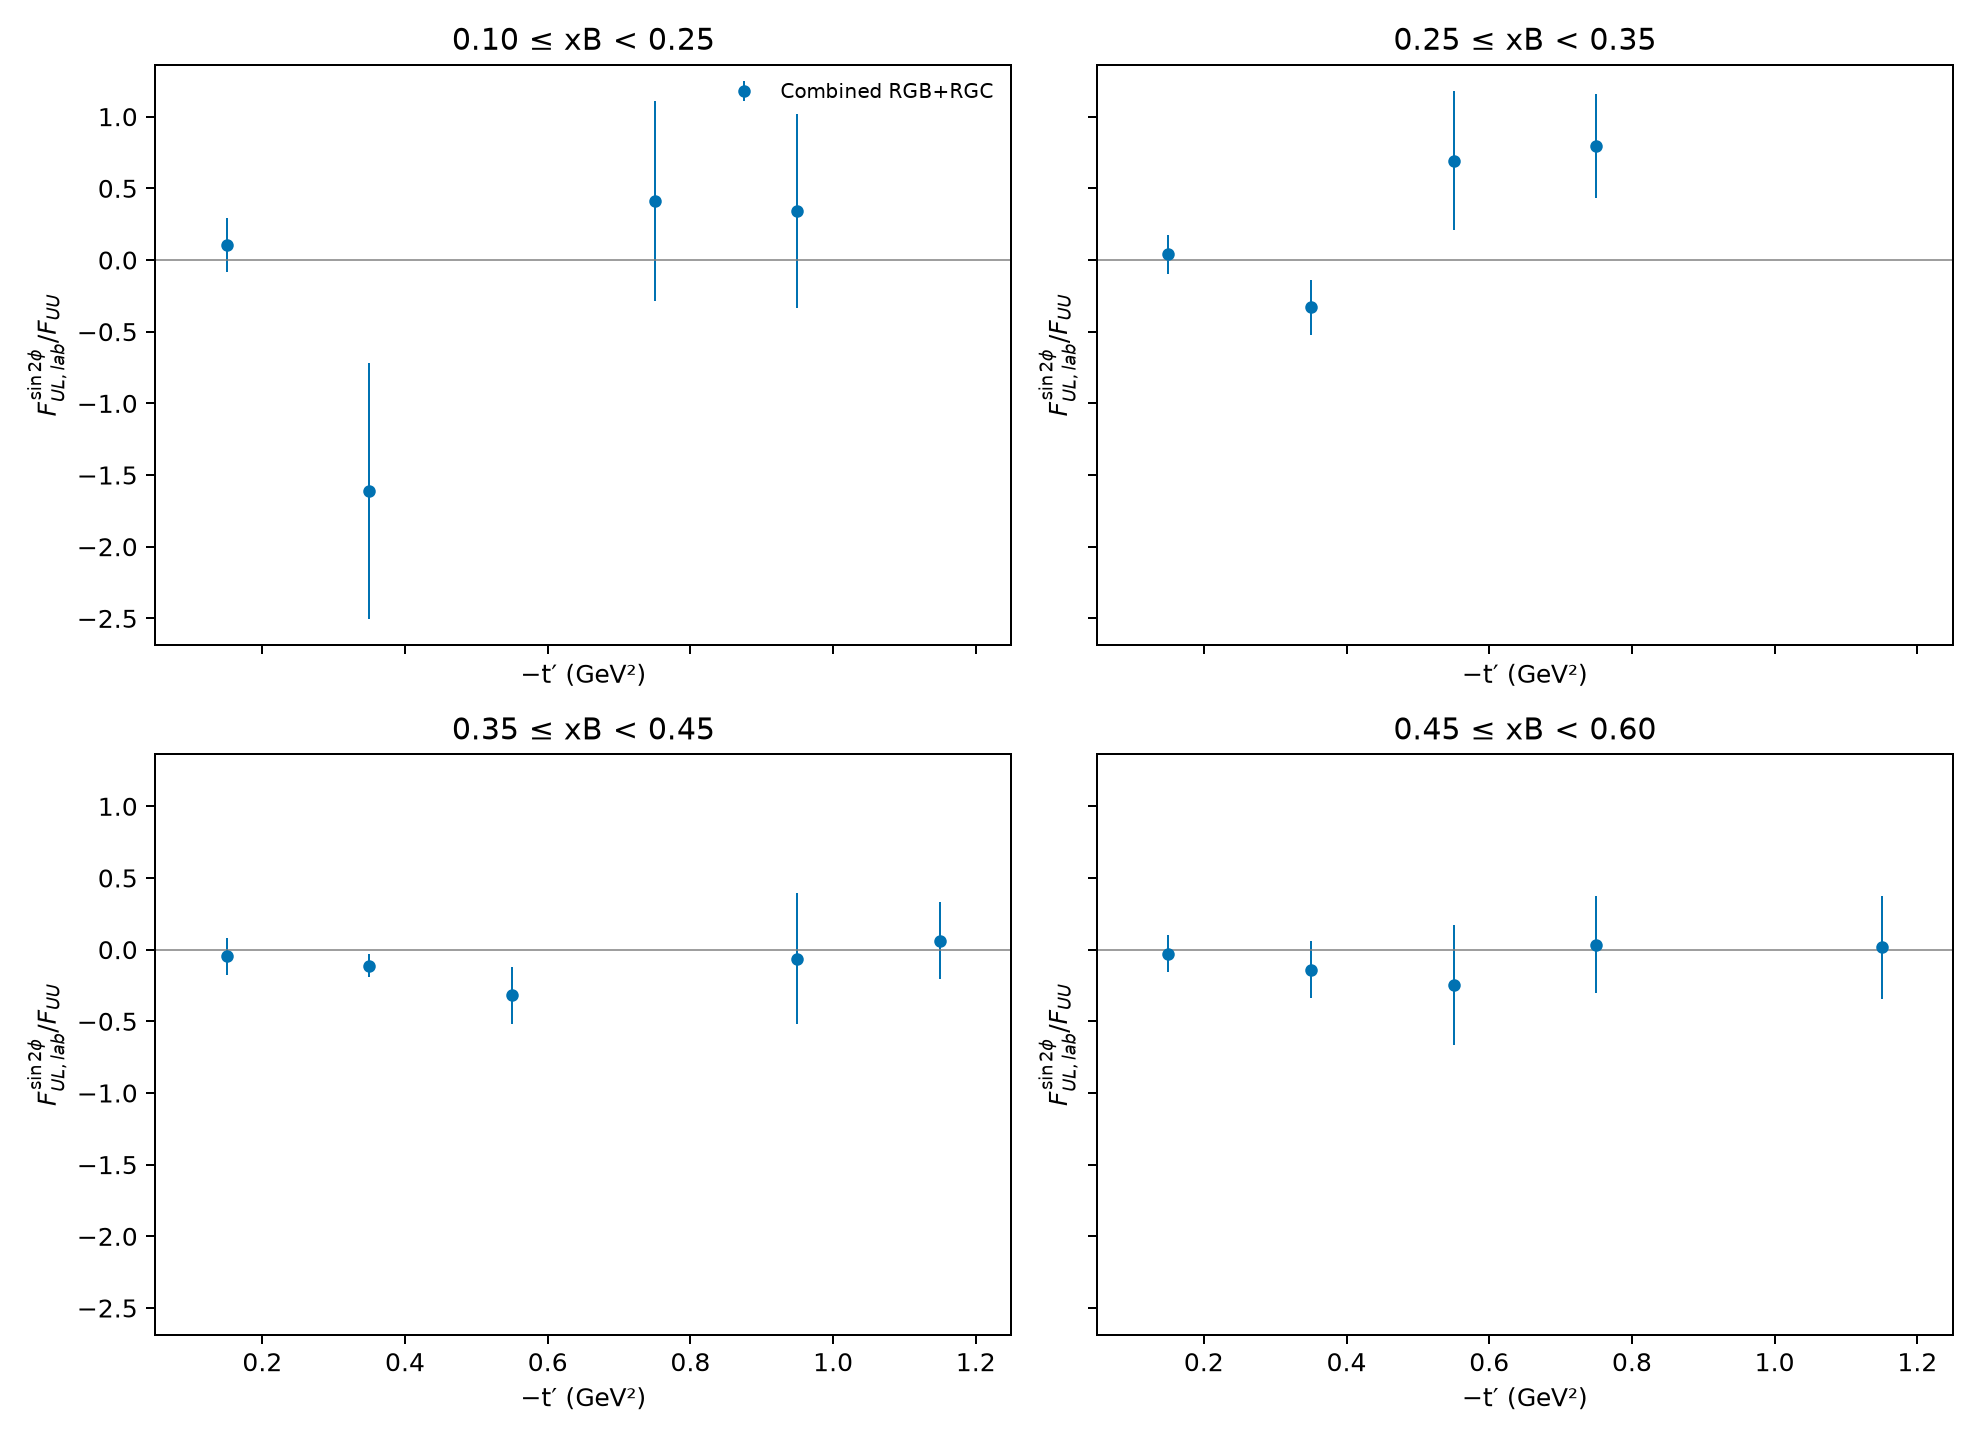 0.10 ≤ xB < 0.25
Combined RGB+RGC
1.0
0.5
0.0
−0.5
−1.0
−1.5
−2.0
−2.5
F_{UL, lab}^{sin 2ϕ}/F_{UU}
−t′ (GeV²)
0.25 ≤ xB < 0.35
F_{UL, lab}^{sin 2ϕ}/F_{UU}
−t′ (GeV²)
0.35 ≤ xB < 0.45
1.0
0.5
0.0
−0.5
−1.0
−1.5
−2.0
−2.5
F_{UL, lab}^{sin 2ϕ}/F_{UU}
0.2 0.4 0.6 0.8 1.0 1.2
−t′ (GeV²)
0.45 ≤ xB < 0.60
F_{UL, lab}^{sin 2ϕ}/F_{UU}
0.2 0.4 0.6 0.8 1.0 1.2
−t′ (GeV²)